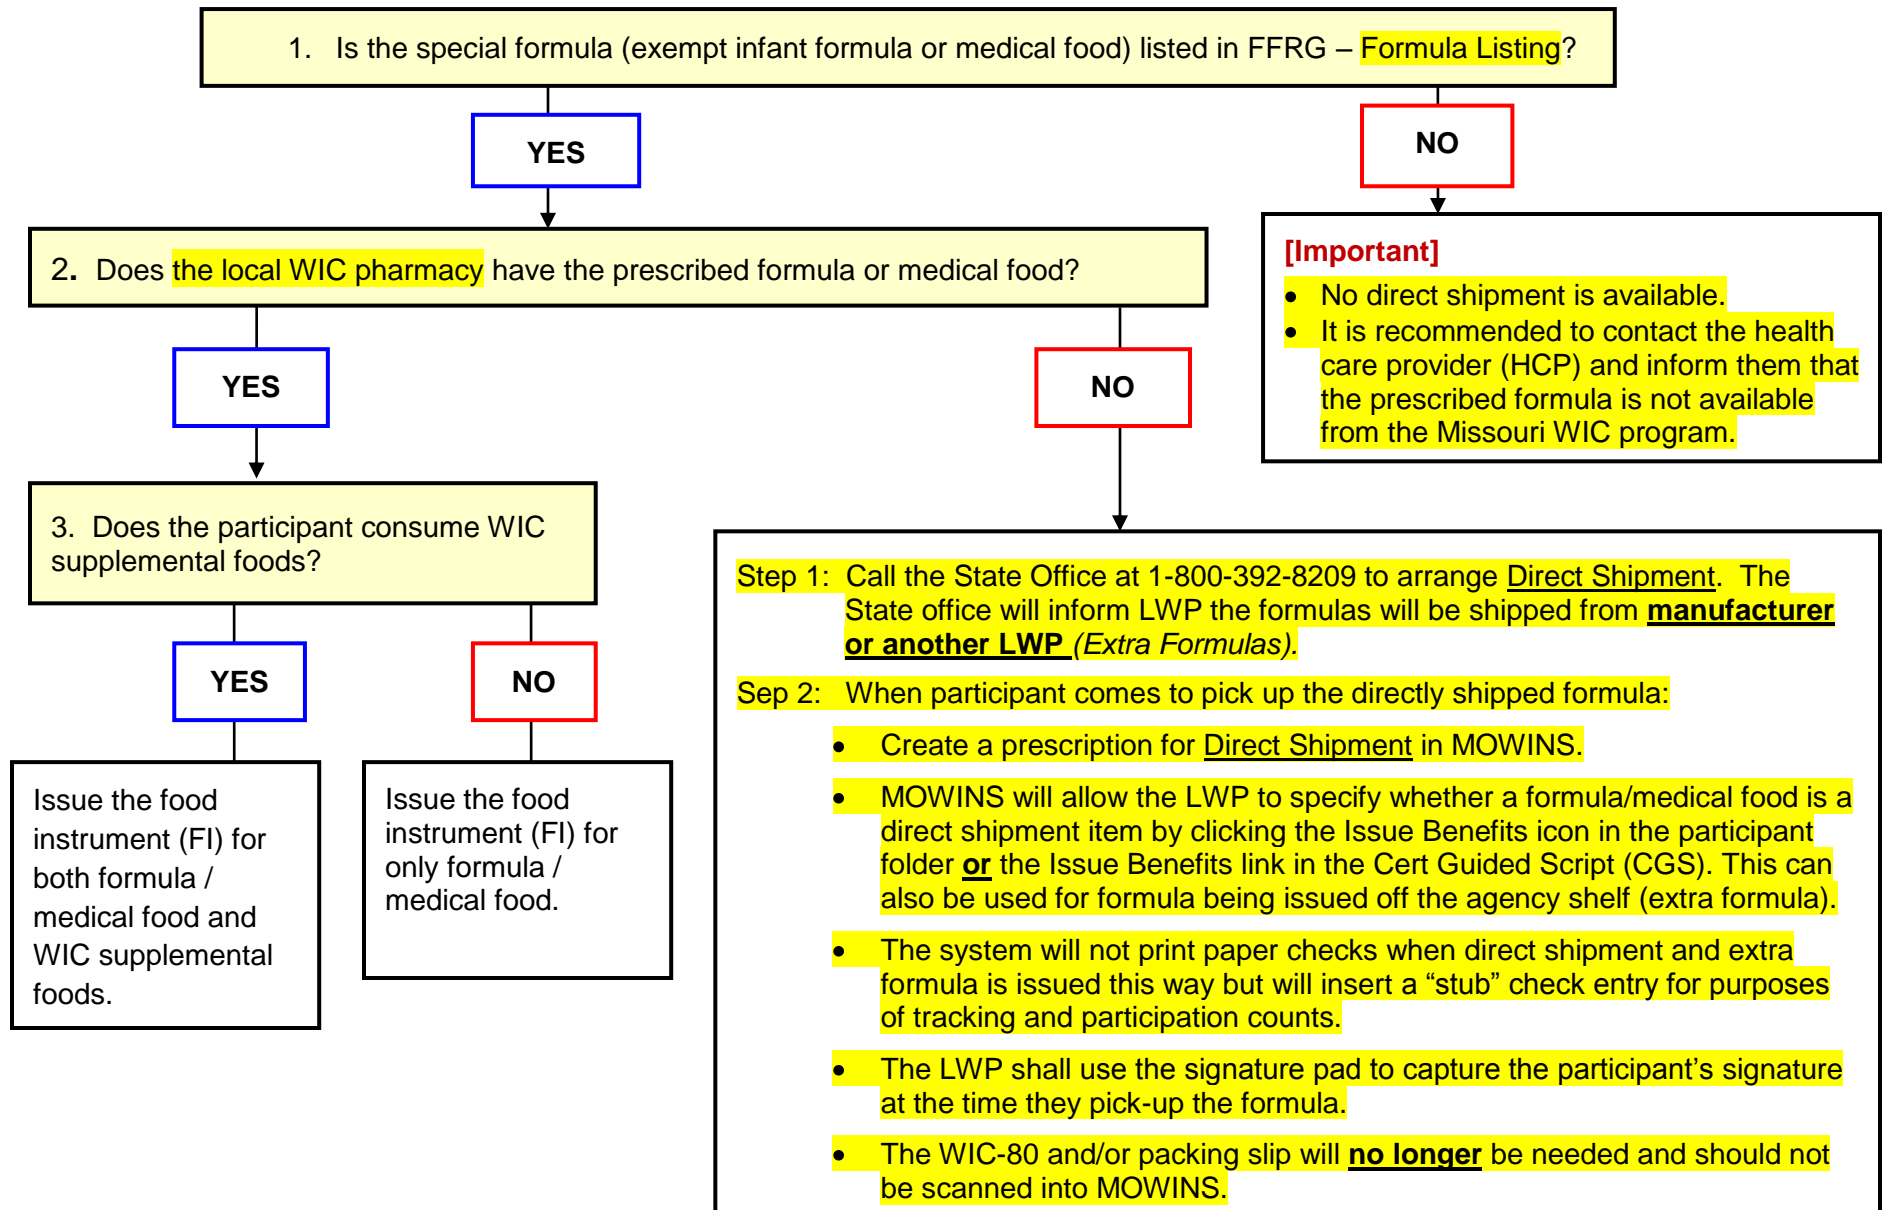 1. Is the special formula (exempt infant formula or medical food) listed in FFRG – Formula Listing?
YES
NO
2. Does the local WIC pharmacy have the prescribed formula or medical food?
[Important]
• No direct shipment is available.
• It is recommended to contact the health
care provider (HCP) and inform them that
the prescribed formula is not available
from the Missouri WIC program.
YES
NO
3. Does the participant consume WIC
supplemental foods?
YES
NO
Issue the food
instrument (FI) for
both formula /
medical food and
WIC supplemental
foods.
Issue the food
instrument (FI) for
only formula /
medical food.
Step 1: Call the State Office at 1-800-392-8209 to arrange Direct Shipment. The
State office will inform LWP the formulas will be shipped from manufacturer
or another LWP (Extra Formulas).
Sep 2: When participant comes to pick up the directly shipped formula:
• Create a prescription for Direct Shipment in MOWINS.
• MOWINS will allow the LWP to specify whether a formula/medical food is a
direct shipment item by clicking the Issue Benefits icon in the participant
folder or the Issue Benefits link in the Cert Guided Script (CGS). This can
also be used for formula being issued off the agency shelf (extra formula).
• The system will not print paper checks when direct shipment and extra
formula is issued this way but will insert a “stub” check entry for purposes
of tracking and participation counts.
• The LWP shall use the signature pad to capture the participant’s signature
at the time they pick-up the formula.
• The WIC-80 and/or packing slip will no longer be needed and should not
be scanned into MOWINS.